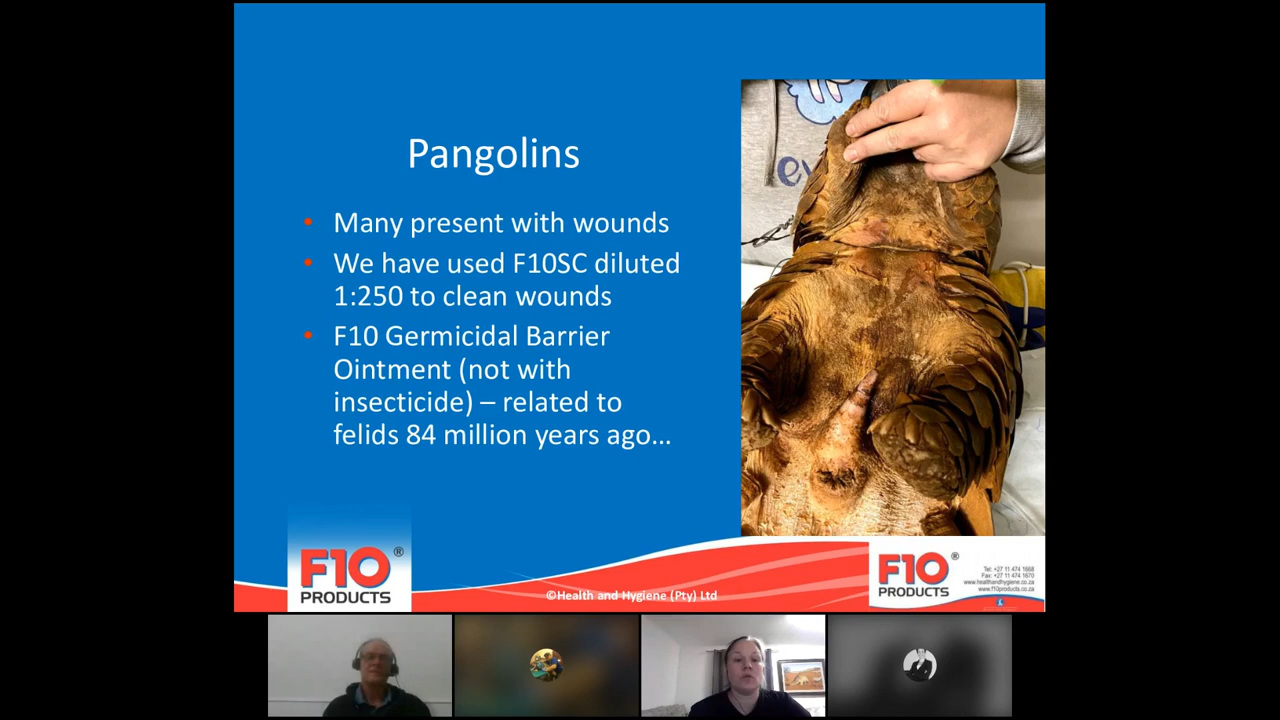 Pangolins
• Many present with wounds
• We have used F10SC diluted
1:250 to clean wounds
• F10 Germicidal Barrier
Ointment (not with
insecticide) – related to
felids 84 million years ago…
F10®
PRODUCTS
©Health and Hygiene (Pty) Ltd
F10®
PRODUCTS
Tel: +27 11 474 1668
Fax: +27 11 474 1670
www.healthandhygiene.co.za
www.f10products.co.za